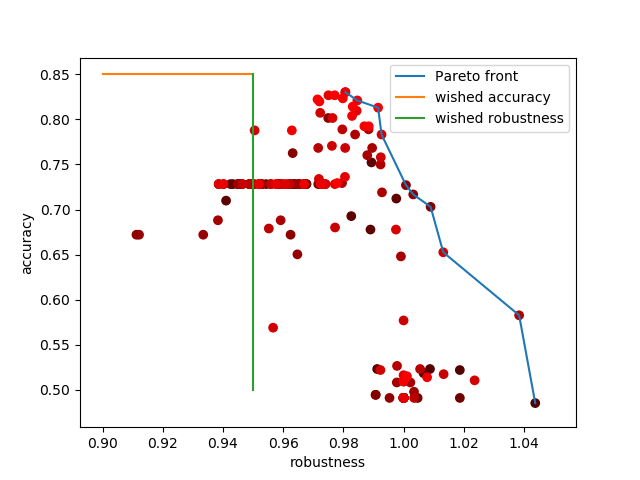 Pareto front
wished accuracy
wished robustness
0.85
0.80
0.75
0.70
0.65
0.60
0.55
0.50
accuracy
0.90 0.92 0.94 0.96 0.98 1.00 1.02 1.04
robustness